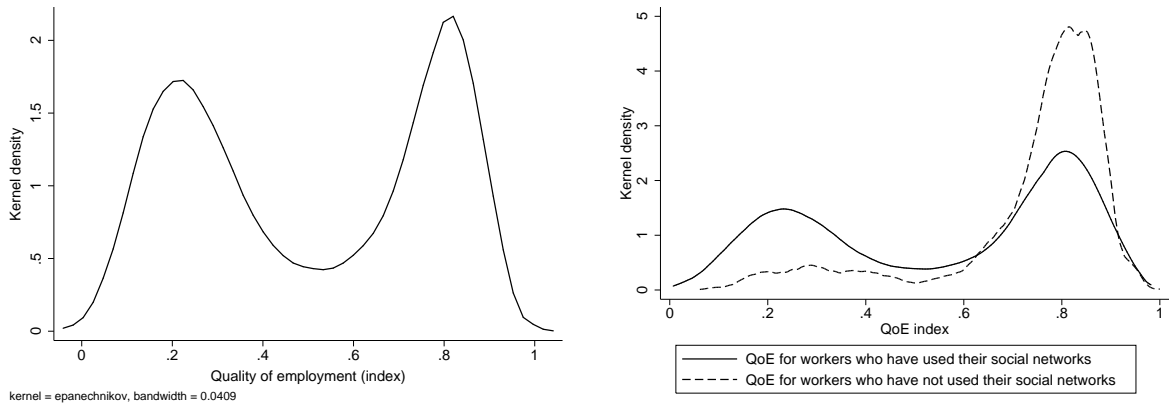 Kernel density
2
1.5
1
.5
0
0 .2 .4 .6 .8 1
Quality of employment (index)
kernel = epanechnikov, bandwidth = 0.0409
Kernel density
5
4
3
2
1
0
0 .2 .4 .6 .8 1
QoE index
QoE for workers who have used their social networks
QoE for workers who have not used their social networks